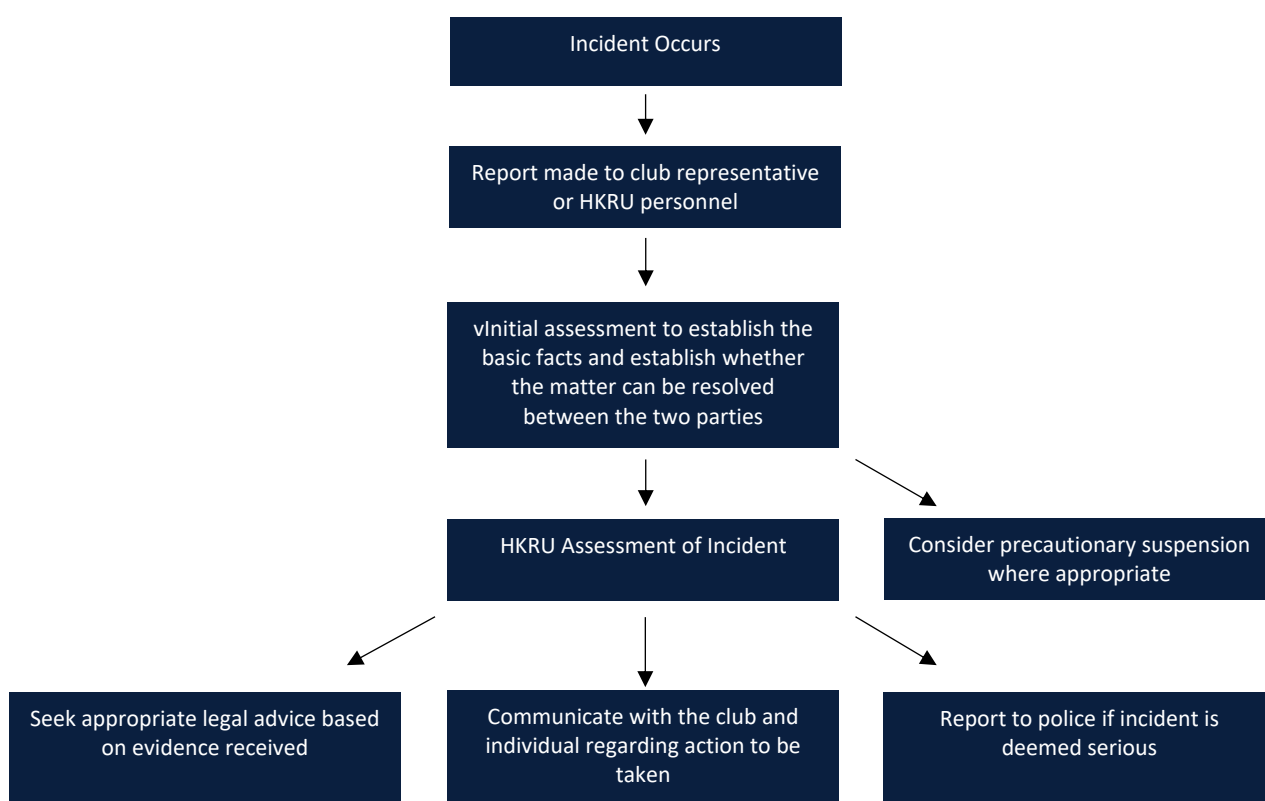 Incident Occurs
Report made to club representative
or HKRU personnel
vInitial assessment to establish the
basic facts and establish whether
the matter can be resolved
between the two parties
HKRU Assessment of Incident
Consider precautionary suspension
where appropriate
Seek appropriate legal advice based
on evidence received
Communicate with the club and
individual regarding action to be
taken
Report to police if incident is
deemed serious